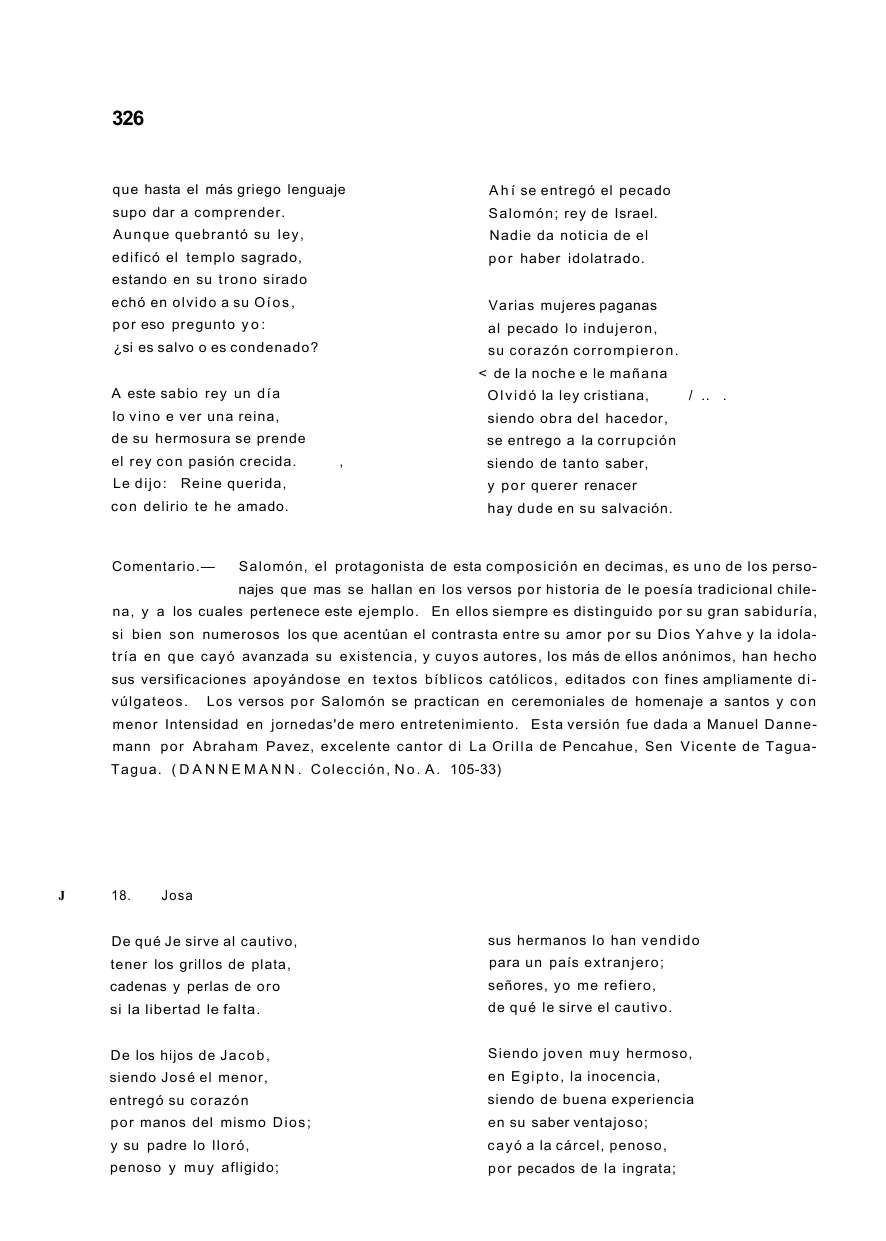 326
que hasta el más griego lenguaje
supo dar a comprender.
Aunque quebrantó su ley,
edificó el templo sagrado,
estando en su trono sirado
echó en olvido a su Oíos,
por eso pregunto yo:
¿si es salvo o es condenado?
A este sabio rey un día
lo vino e ver una reina,
de su hermosura se prende
el rey con pasión crecida. ,
Le dijo: Reine querida,
con delirio te he amado.
Ahí se entregó el pecado
Salomón; rey de Israel.
Nadie da noticia de el
por haber idolatrado.
Varias mujeres paganas
al pecado lo indujeron,
su corazón corrompieron.
< de la noche e le mañana
Olvidó la ley cristiana, / .. .
siendo obra del hacedor,
se entrego a la corrupción
siendo de tanto saber,
y por querer renacer
hay dude en su salvación.
Comentario.— Salomón, el protagonista de esta composición en decimas, es uno de los perso-
najes que mas se hallan en los versos por historia de le poesía tradicional chile-
na, y a los cuales pertenece este ejemplo. En ellos siempre es distinguido por su gran sabiduría,
si bien son numerosos los que acentúan el contrasta entre su amor por su Dios Yahve y la idola-
tría en que cayó avanzada su existencia, y cuyos autores, los más de ellos anónimos, han hecho
sus versificaciones apoyándose en textos bíblicos católicos, editados con fines ampliamente di-
vúlgateos. Los versos por Salomón se practican en ceremoniales de homenaje a santos y con
menor Intensidad en jornedas'de mero entretenimiento. Esta versión fue dada a Manuel Danne-
mann por Abraham Pavez, excelente cantor di La Orilla de Pencahue, Sen Vicente de Tagua-
Tagua. (DANNEMANN. Colección, No. A. 105-33)
J 18. Josa
De qué Je sirve al cautivo,
tener los grillos de plata,
cadenas y perlas de oro
si la libertad le falta.
De los hijos de Jacob,
siendo José el menor,
entregó su corazón
por manos del mismo Dios;
y su padre lo lloró,
penoso y muy afligido;
sus hermanos lo han vendido
para un país extranjero;
señores, yo me refiero,
de qué le sirve el cautivo.
Siendo joven muy hermoso,
en Egipto, la inocencia,
siendo de buena experiencia
en su saber ventajoso;
cayó a la cárcel, penoso,
por pecados de la ingrata;